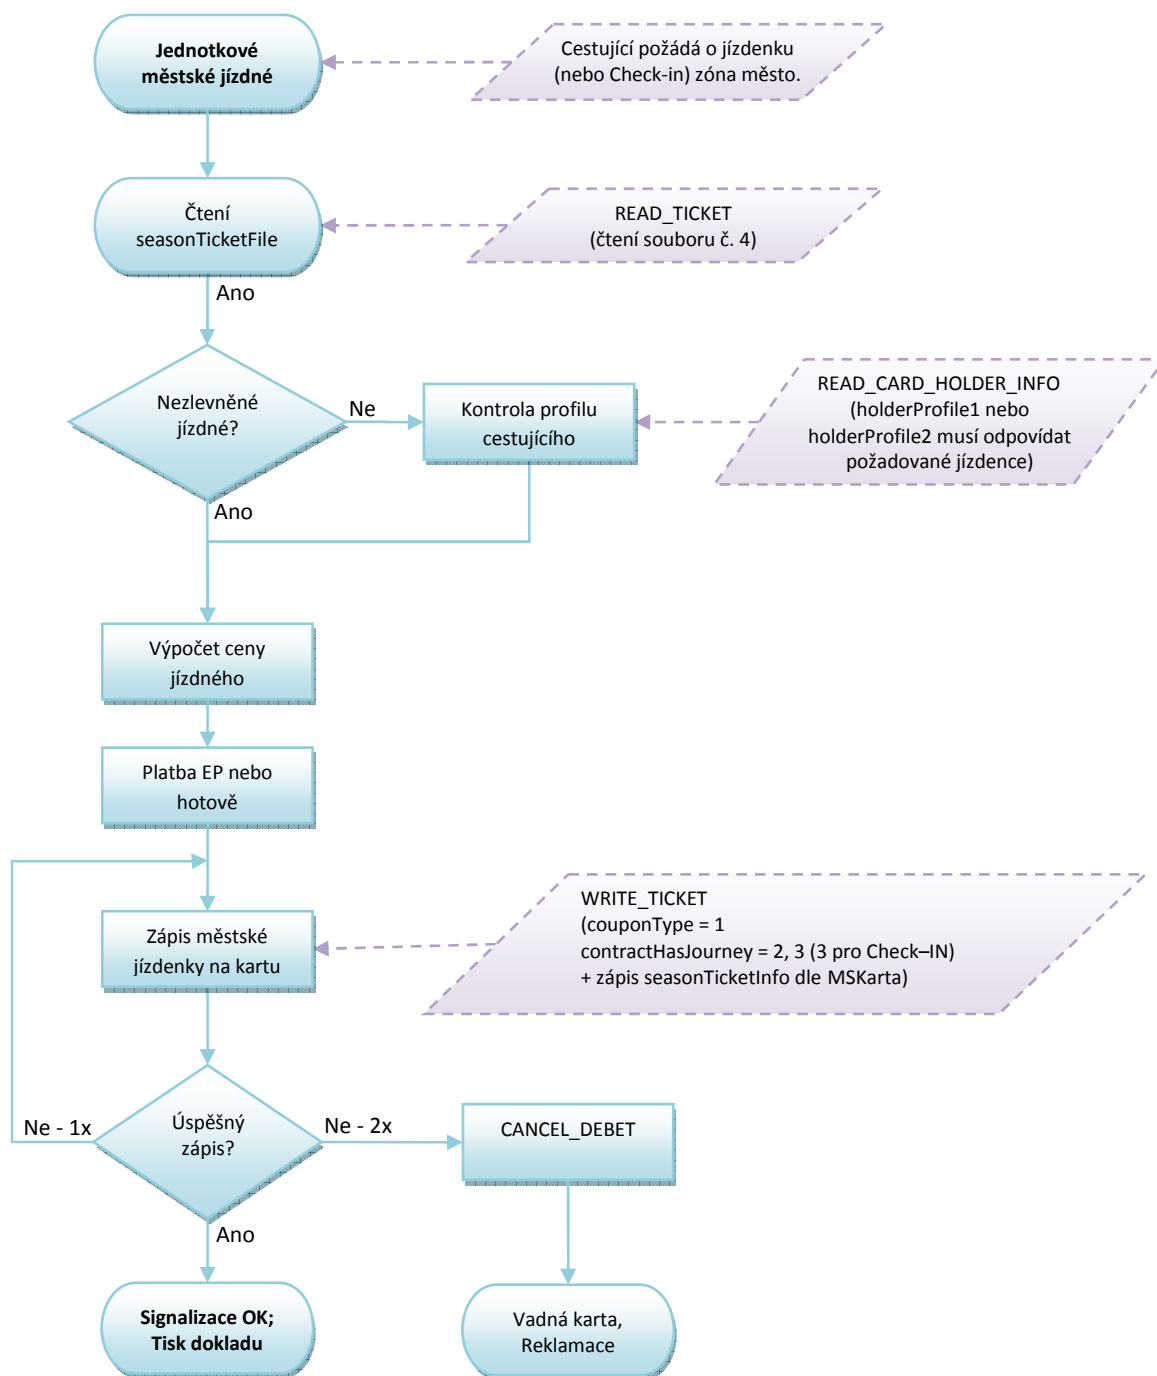 Jednotkové
městské jízdné
Cestující požádá o jízdenku
(nebo Check-in) zóna město.
Čtení
seasonTicketFile
READ_TICKET
(čtení souboru č. 4)
Ano
Nezlevněné
jízdné?
Ne
Kontrola profilu
cestujícího
READ_CARD_HOLDER_INFO
(holderProfile1 nebo
holderProfile2 musí odpovídat
požadované jízdence)
Ano
Výpočet ceny
jízdného
Platba EP nebo
hotově
Zápis městské
jízdenky na kartu
WRITE_TICKET
(couponType = 1
contractHasJourney = 2, 3 (3 pro Check–IN)
+ zápis seasonTicketInfo dle MSKarta)
Ne - 1x
Úspěšný
zápis?
Ne - 2x
CANCEL_DEBET
Ano
Signalizace OK;
Tisk dokladu
Vadná karta,
Reklamace